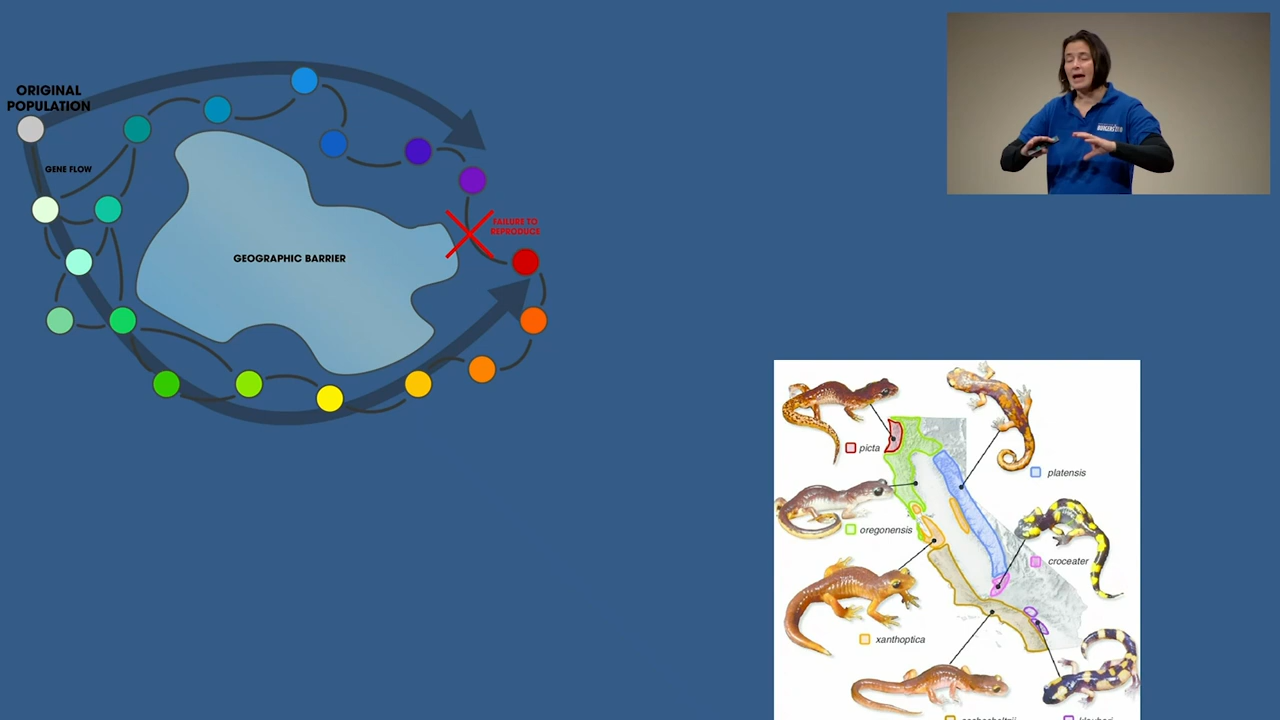 ORIGINAL
POPULATION
GENE FLOW
GEOGRAPHIC BARRIER
FAILURE TO
REPRODUCE
picta
platensis
oregonensis
croceater
xanthoptica